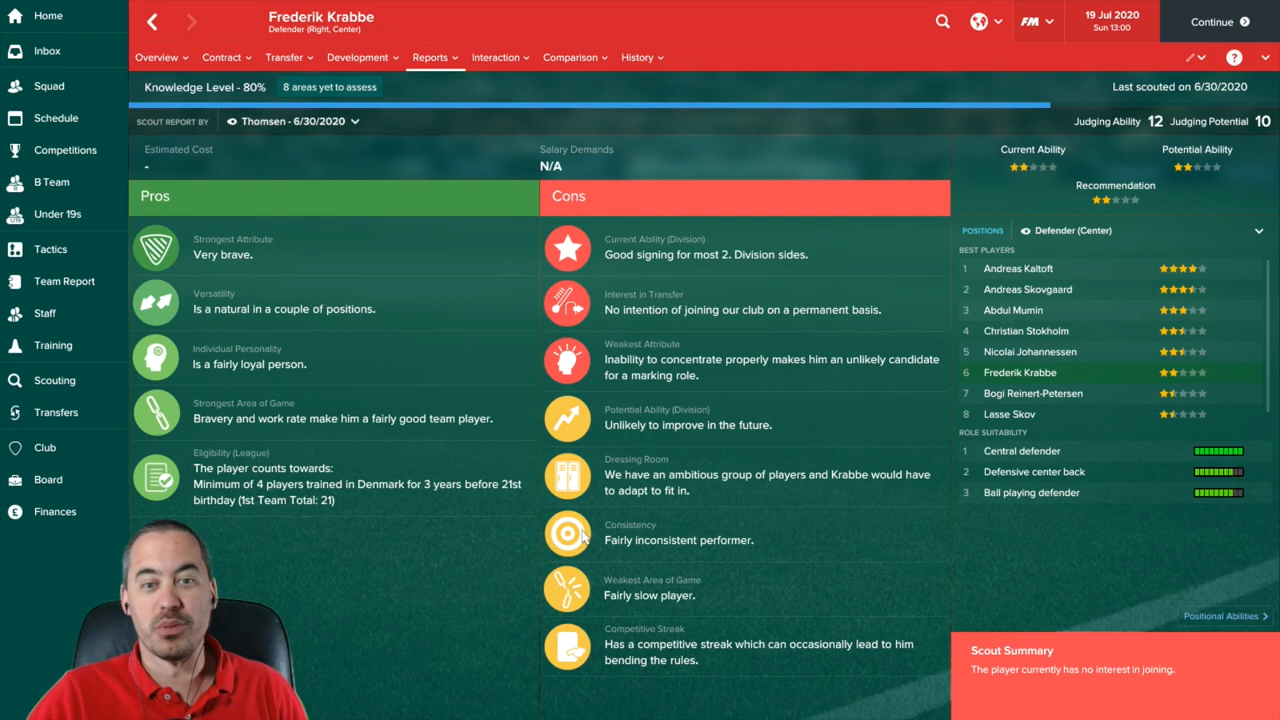 Home
Inbox
Squad
Schedule
Competitions
B Team
Under 19s
Tactics
Team Report
Staff
Training
Scouting
Transfers
Club
Board
Finances
Frederik Krabbe
Defender (Right, Center)
FM
19 Jul 2020
Sun 13:00
Continue
Overview
Contract
Transfer
Development
Reports
Interaction
Comparison
History
?
Knowledge Level - 80%
8 areas yet to assess
Last scouted on 6/30/2020
SCOUT REPORT BY
Thomsen - 6/30/2020
Judging Ability 12
Judging Potential 10
Estimated Cost
-
Salary Demands
N/A
Pros
Strongest Attribute
Very brave.
Versatility
Is a natural in a couple of positions.
Individual Personality
Is a fairly loyal person.
Strongest Area of Game
Bravery and work rate make him a fairly good team player.
Eligibility (League)
The player counts towards:
Minimum of 4 players trained in Denmark for 3 years before 21st
birthday (1st Team Total: 21)
Cons
Current Ability (Division)
Good signing for most 2. Division sides.
Interest in Transfer
No intention of joining our club on a permanent basis.
Weakest Attribute
Inability to concentrate properly makes him an unlikely candidate
for a marking role.
Potential Ability (Division)
Unlikely to improve in the future.
Dressing Room
We have an ambitious group of players and Krabbe would have
to adapt to fit in.
Consistency
Fairly inconsistent performer.
Weakest Area of Game
Fairly slow player.
Competitive Streak
Has a competitive streak which can occasionally lead to him
bending the rules.
Current Ability
Potential Ability
Recommendation
POSITIONS
Defender (Center)
BEST PLAYERS
1 Andreas Kaltoft
2 Andreas Skovgaard
3 Abdul Mumin
4 Christian Stokholm
5 Nicolai Johannessen
6 Frederik Krabbe
7 Bogi Reinert-Petersen
8 Lasse Skov
ROLE SUITABILITY
1 Central defender
2 Defensive center back
3 Ball playing defender
Positional Abilities >
Scout Summary
The player currently has no interest in joining.